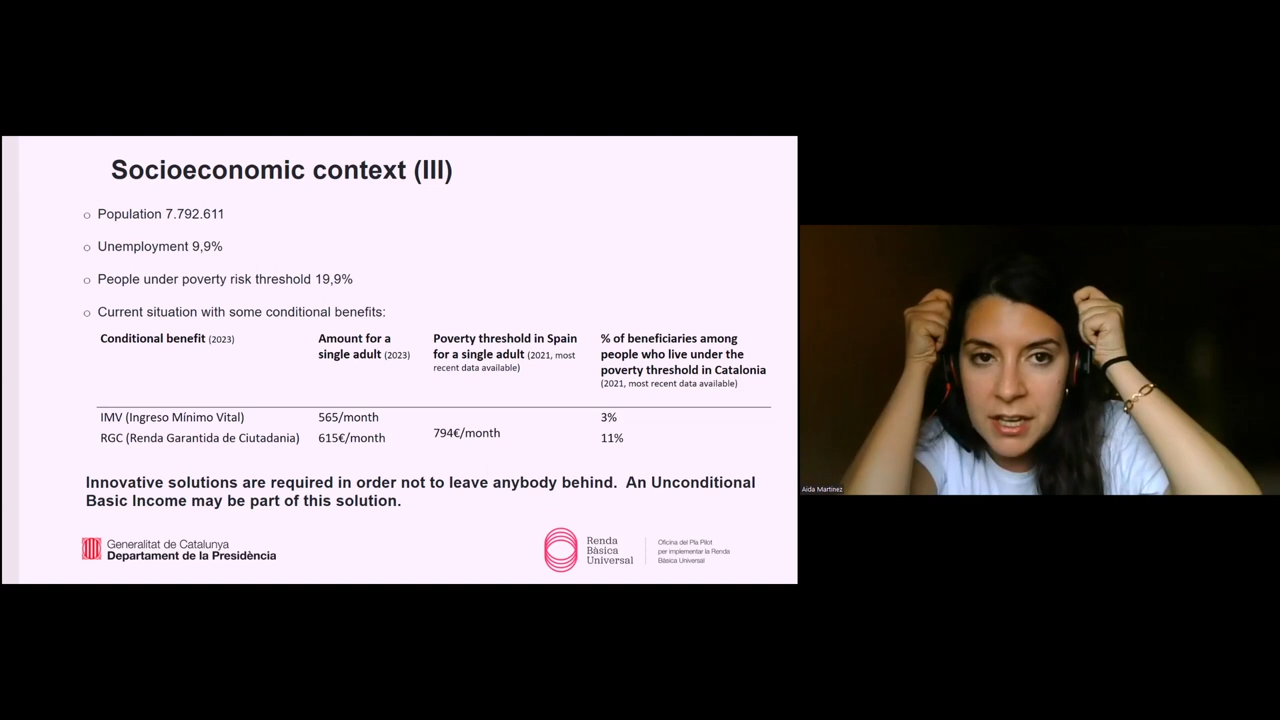 Socioeconomic context (III)
o Population 7.792.611
o Unemployment 9,9%
o People under poverty risk threshold 19,9%
o Current situation with some conditional benefits:
Conditional benefit (2023)
Amount for a
single adult (2023)
Poverty threshold in Spain
for a single adult (2021, most
recent data available)
% of beneficiaries among
people who live under the
poverty threshold in Catalonia
(2021, most recent data available)
IMV (Ingreso Mínimo Vital) 565/month 3%
794€/month
RGC (Renda Garantida de Ciutadania) 615€/month 11%
Innovative solutions are required in order not to leave anybody behind. An Unconditional
Basic Income may be part of this solution.
Generalitat de Catalunya
Departament de la Presidència
Renda
Bàsica
Universal
Oficina del Pla Pilot
per implementar la Renda
Bàsica Universal
Aida Martinez